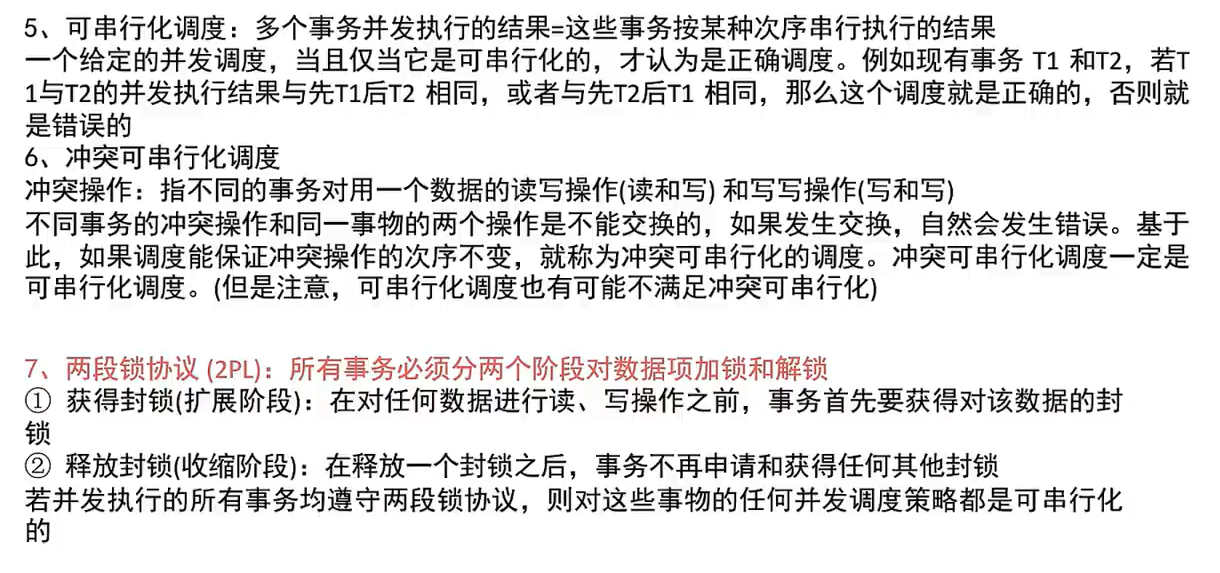 5、可串行化调度：多个事务并发执行的结果=这些事务按某种次序串行执行的结果
一个给定的并发调度，当且仅当它是可串行化的，才认为是正确调度。例如现有事务 T1 和T2，若T
1与T2的并发执行结果与先T1后T2 相同，或者与先T2后T1 相同，那么这个调度就是正确的，否则就
是错误的
6、冲突可串行化调度
冲突操作：指不同的事务对用一个数据的读写操作(读和写) 和写写操作(写和写)
不同事务的冲突操作和同一事物的两个操作是不能交换的，如果发生交换，自然会发生错误。基于
此，如果调度能保证冲突操作的次序不变，就称为冲突可串行化的调度。冲突可串行化调度一定是
可串行化调度。(但是注意，可串行化调度也有可能不满足冲突可串行化)
7、两段锁协议 (2PL)：所有事务必须分两个阶段对数据项加锁和解锁
① 获得封锁(扩展阶段)：在对任何数据进行读、写操作之前，事务首先要获得对该数据的封
锁
② 释放封锁(收缩阶段)：在释放一个封锁之后，事务不再申请和获得任何其他封锁
若并发执行的所有事务均遵守两段锁协议，则对这些事物的任何并发调度策略都是可串行化
的